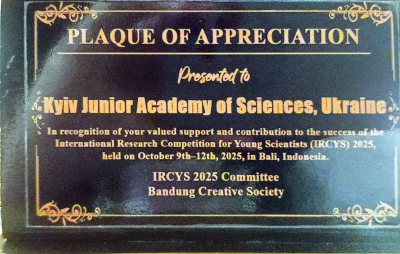 PLAQUE OF APPRECIATION
Presented to
Kyiv Junior Academy of Sciences, Ukraine
In recognition of your valued support and contribution to the success of the
International Research Competition for Young Scientists (IRCYS) 2025,
held on October 9th–12th, 2025, in Bali, Indonesia.
IRCYS 2025 Committee
Bandung Creative Society